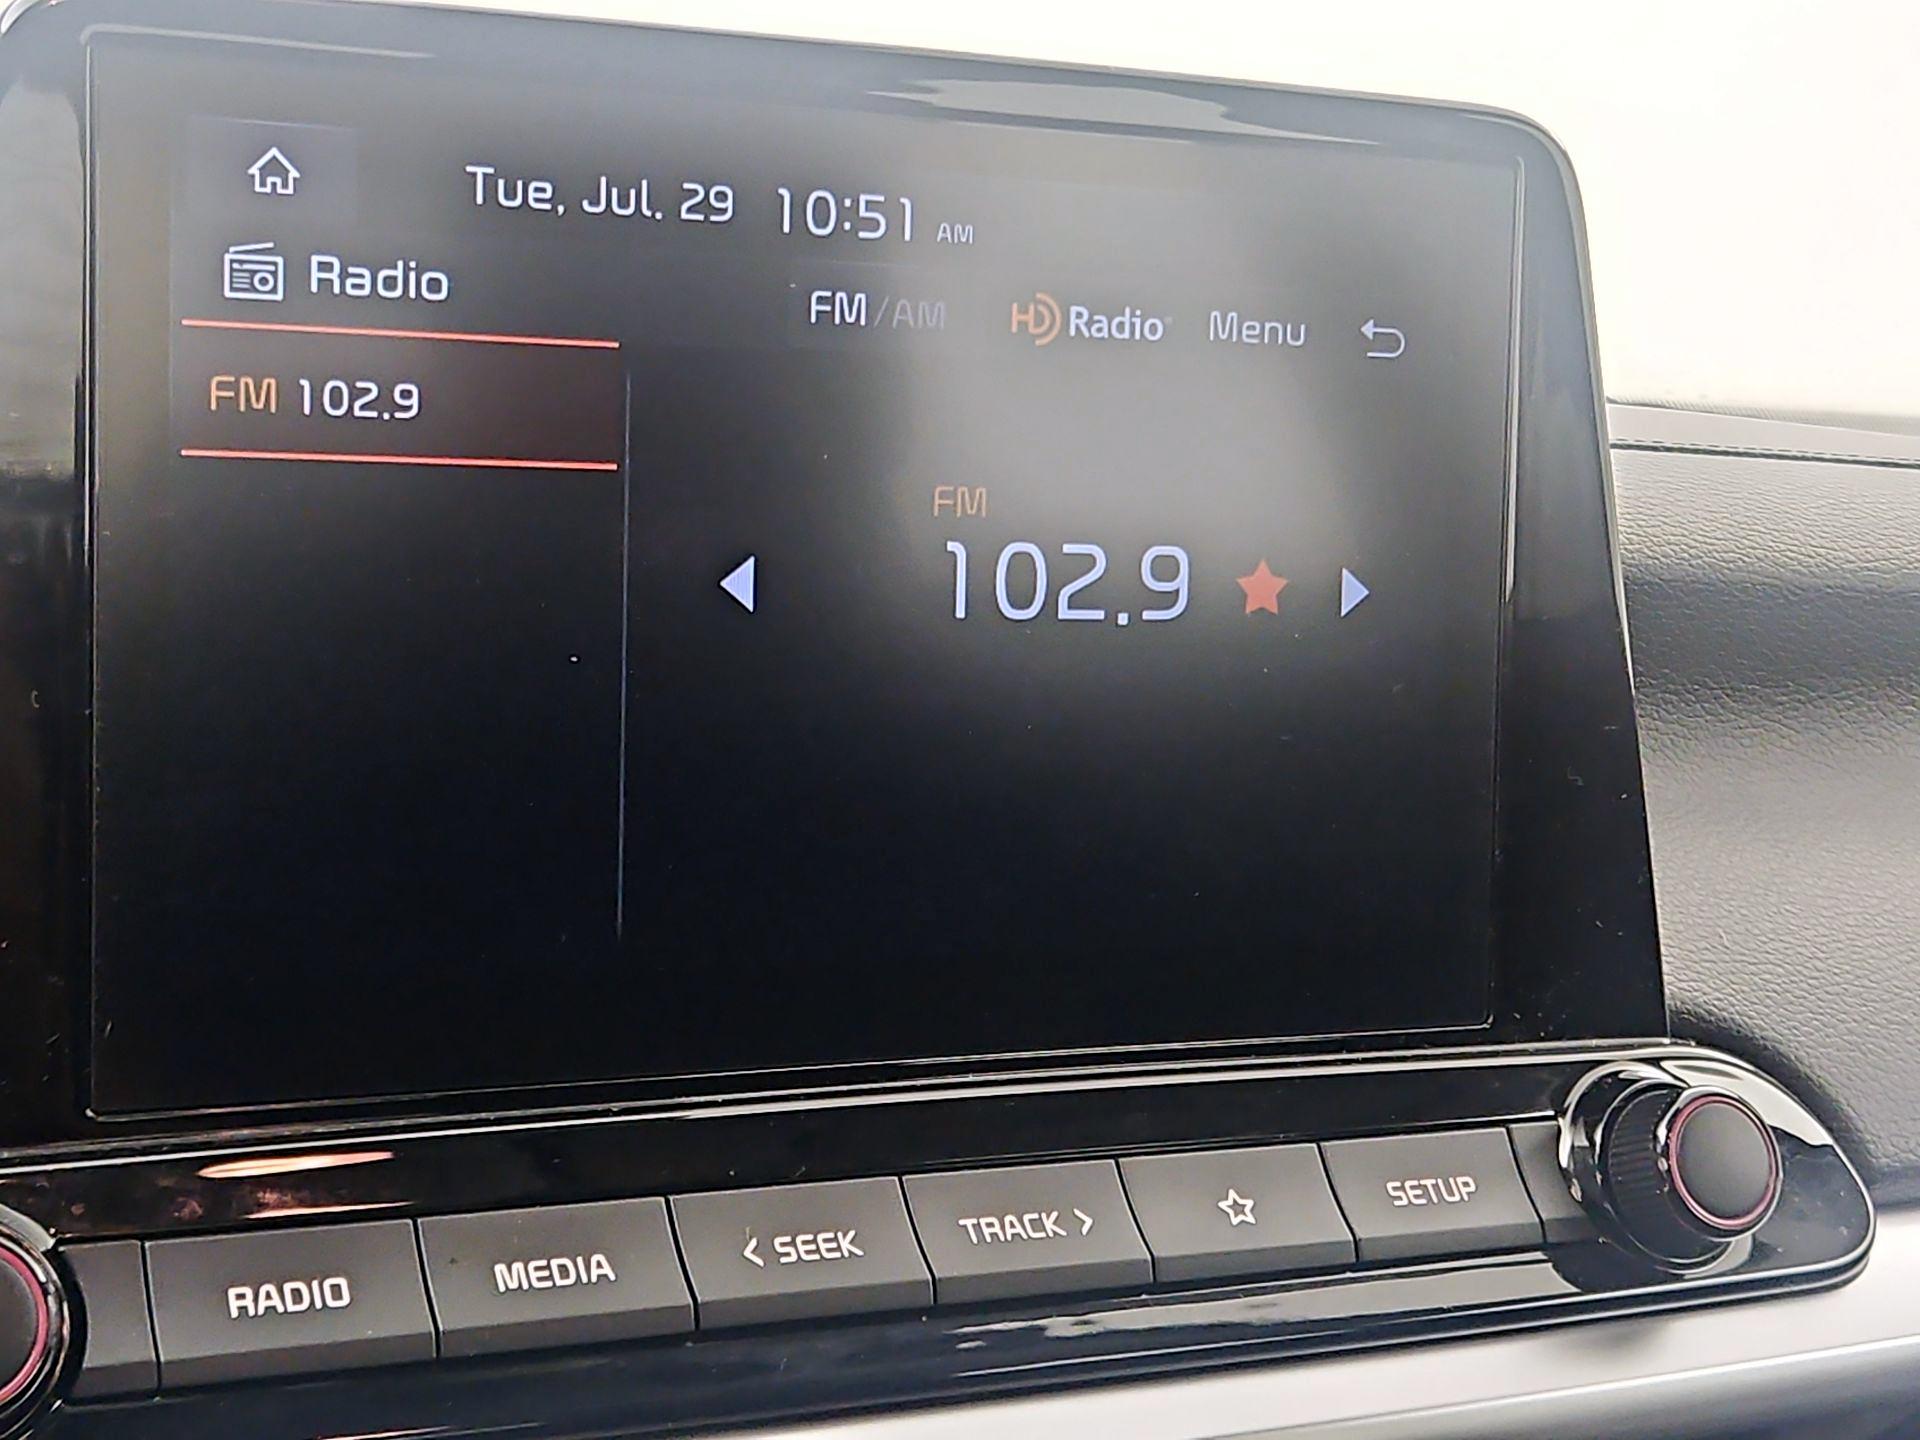 Tue, Jul. 29 10:51 AM
Radio
FM/AM HD Radio Menu
FM 102.9
FM
102.9
RADIO
MEDIA
< SEEK
TRACK >
SETUP